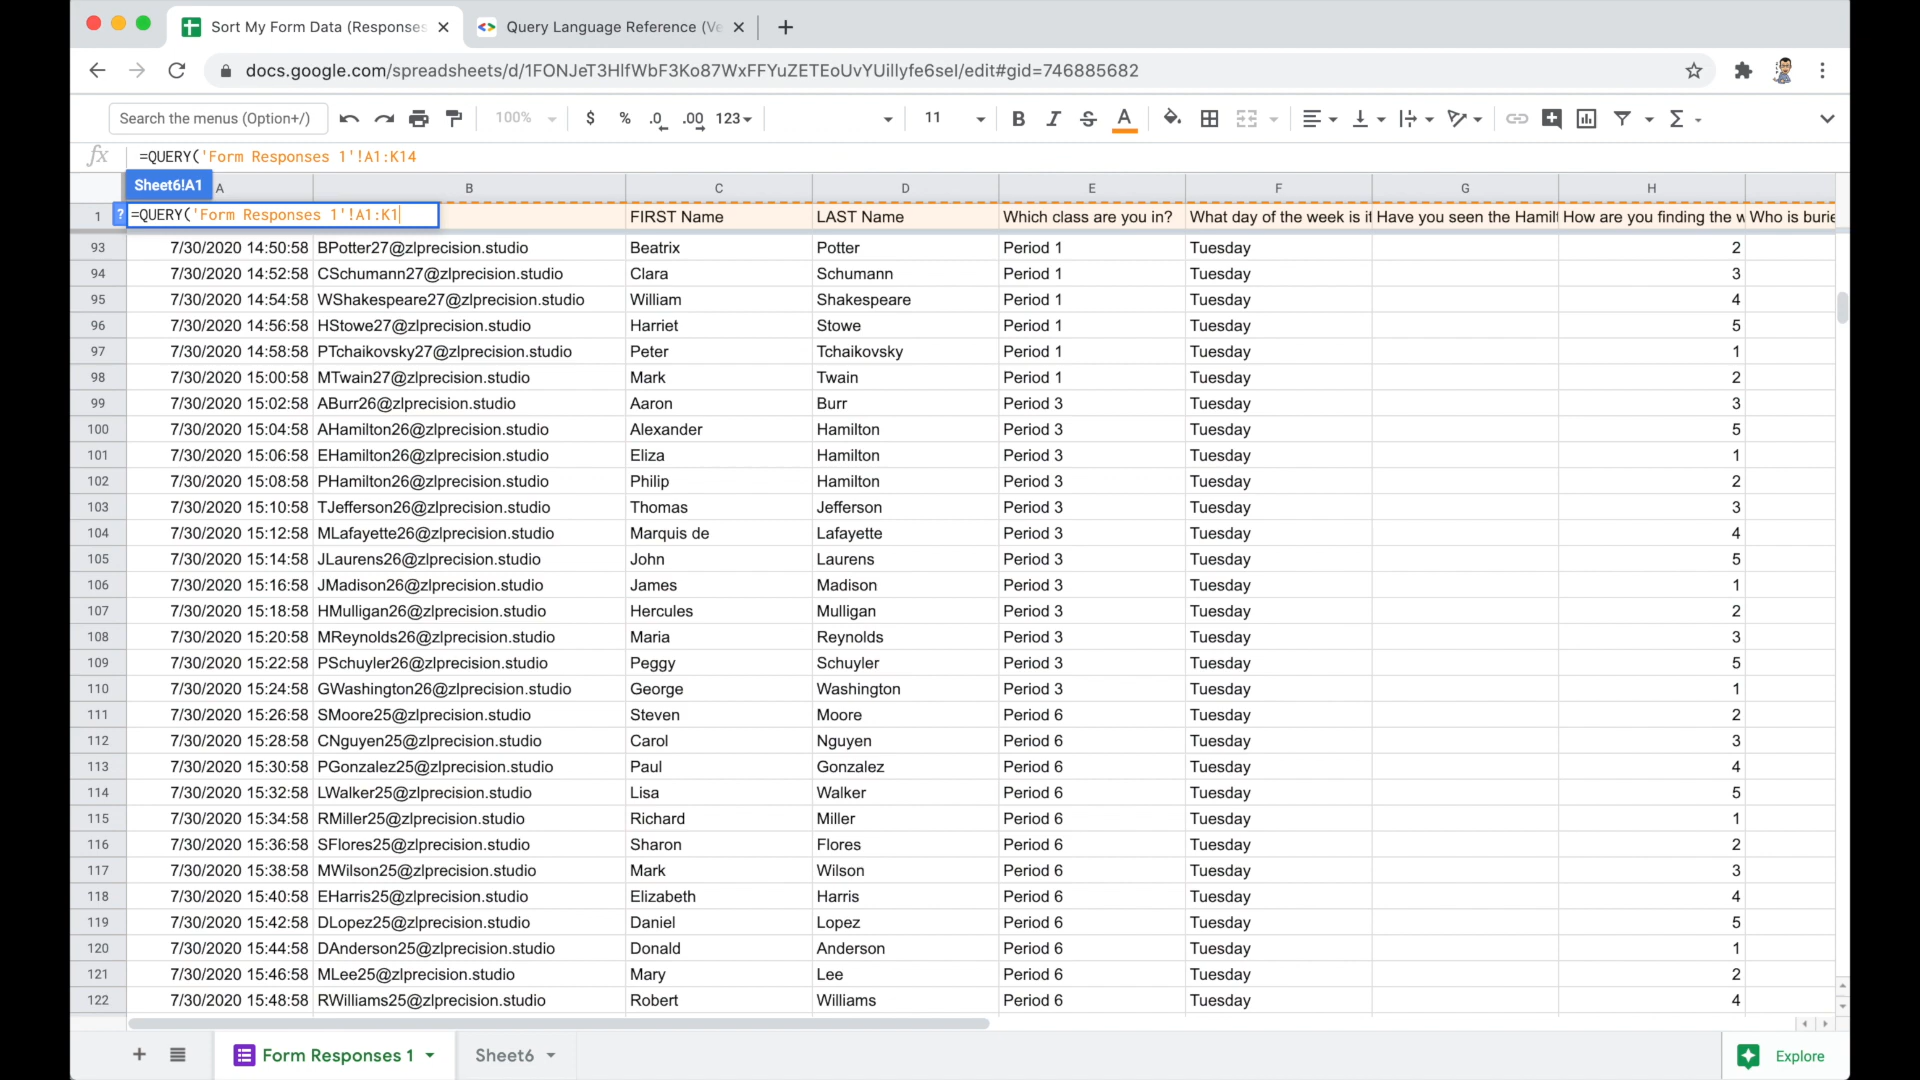 Sort My Form Data (Responses
Query Language Reference (Ve
docs.google.com/spreadsheets/d/1FONJeT3HlfWbF3Ko87WxFFYuZETEoUvYUillyfe6sel/edit#gid=746885682
Search the menus (Option+/) 100% $ % .0 .00 123 11 B I S A Σ
fx =QUERY('Form Responses 1'!A1:K14
Sheet6!A1 A B C D E F G H
1 ? =QUERY('Form Responses 1'!A1:K1 FIRST Name LAST Name Which class are you in? What day of the week is it Have you seen the Hamil How are you finding the w Who is burie
93 7/30/2020 14:50:58 BPotter27@zlprecision.studio Beatrix Potter Period 1 Tuesday 2
94 7/30/2020 14:52:58 CSchumann27@zlprecision.studio Clara Schumann Period 1 Tuesday 3
95 7/30/2020 14:54:58 WShakespeare27@zlprecision.studio William Shakespeare Period 1 Tuesday 4
96 7/30/2020 14:56:58 HStowe27@zlprecision.studio Harriet Stowe Period 1 Tuesday 5
97 7/30/2020 14:58:58 PTchaikovsky27@zlprecision.studio Peter Tchaikovsky Period 1 Tuesday 1
98 7/30/2020 15:00:58 MTwain27@zlprecision.studio Mark Twain Period 1 Tuesday 2
99 7/30/2020 15:02:58 ABurr26@zlprecision.studio Aaron Burr Period 3 Tuesday 3
100 7/30/2020 15:04:58 AHamilton26@zlprecision.studio Alexander Hamilton Period 3 Tuesday 5
101 7/30/2020 15:06:58 EHamilton26@zlprecision.studio Eliza Hamilton Period 3 Tuesday 1
102 7/30/2020 15:08:58 PHamilton26@zlprecision.studio Philip Hamilton Period 3 Tuesday 2
103 7/30/2020 15:10:58 TJefferson26@zlprecision.studio Thomas Jefferson Period 3 Tuesday 3
104 7/30/2020 15:12:58 MLafayette26@zlprecision.studio Marquis de Lafayette Period 3 Tuesday 4
105 7/30/2020 15:14:58 JLaurens26@zlprecision.studio John Laurens Period 3 Tuesday 5
106 7/30/2020 15:16:58 JMadison26@zlprecision.studio James Madison Period 3 Tuesday 1
107 7/30/2020 15:18:58 HMulligan26@zlprecision.studio Hercules Mulligan Period 3 Tuesday 2
108 7/30/2020 15:20:58 MReynolds26@zlprecision.studio Maria Reynolds Period 3 Tuesday 3
109 7/30/2020 15:22:58 PSchuyler26@zlprecision.studio Peggy Schuyler Period 3 Tuesday 5
110 7/30/2020 15:24:58 GWashington26@zlprecision.studio George Washington Period 3 Tuesday 1
111 7/30/2020 15:26:58 SMoore25@zlprecision.studio Steven Moore Period 6 Tuesday 2
112 7/30/2020 15:28:58 CNguyen25@zlprecision.studio Carol Nguyen Period 6 Tuesday 3
113 7/30/2020 15:30:58 PGonzalez25@zlprecision.studio Paul Gonzalez Period 6 Tuesday 4
114 7/30/2020 15:32:58 LWalker25@zlprecision.studio Lisa Walker Period 6 Tuesday 5
115 7/30/2020 15:34:58 RMiller25@zlprecision.studio Richard Miller Period 6 Tuesday 1
116 7/30/2020 15:36:58 SFlores25@zlprecision.studio Sharon Flores Period 6 Tuesday 2
117 7/30/2020 15:38:58 MWilson25@zlprecision.studio Mark Wilson Period 6 Tuesday 3
118 7/30/2020 15:40:58 EHarris25@zlprecision.studio Elizabeth Harris Period 6 Tuesday 4
119 7/30/2020 15:42:58 DLopez25@zlprecision.studio Daniel Lopez Period 6 Tuesday 5
120 7/30/2020 15:44:58 DAnderson25@zlprecision.studio Donald Anderson Period 6 Tuesday 1
121 7/30/2020 15:46:58 MLee25@zlprecision.studio Mary Lee Period 6 Tuesday 2
122 7/30/2020 15:48:58 RWilliams25@zlprecision.studio Robert Williams Period 6 Tuesday 4
Form Responses 1 Sheet6 Explore